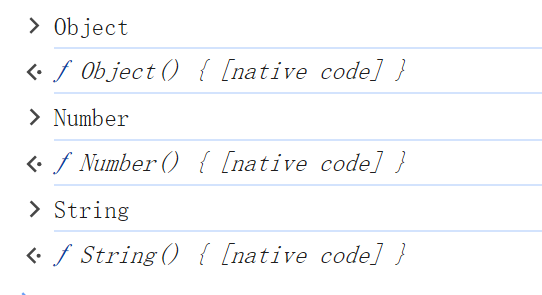 > Object
<· ƒ Object() { [native code] }
> Number
<· ƒ Number() { [native code] }
> String
<· ƒ String() { [native code] }